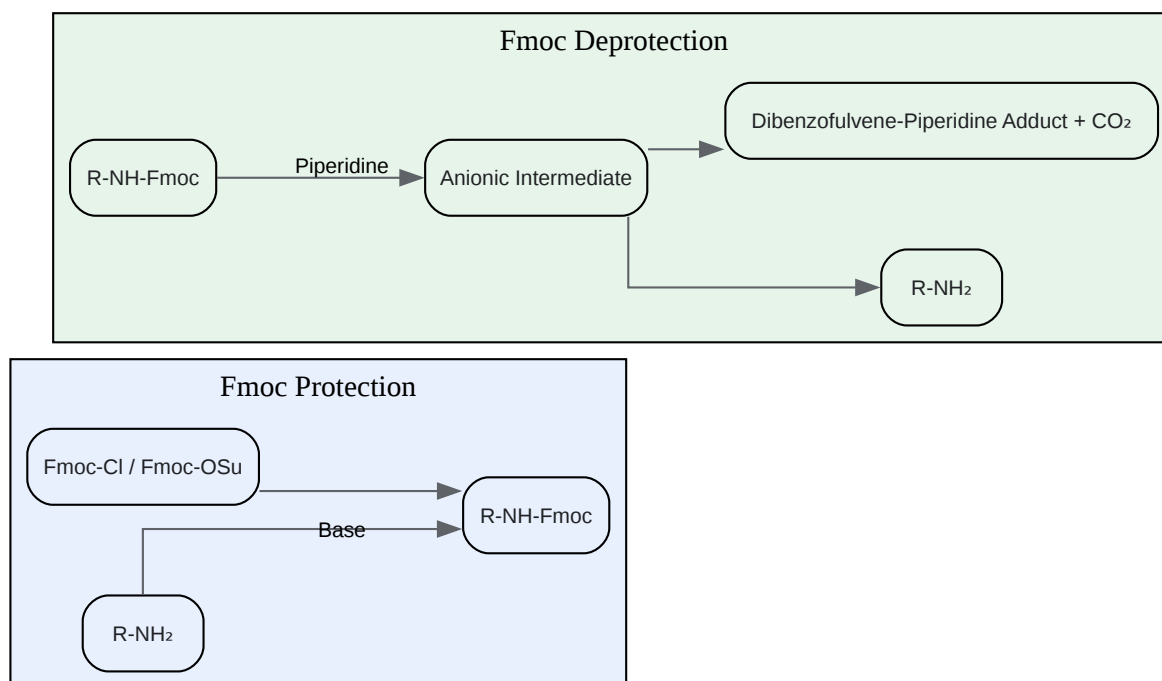 Fmoc Deprotection
Dibenzofulvene-Piperidine Adduct + CO₂
R-NH-Fmoc
Piperidine
Anionic Intermediate
R-NH₂
Fmoc Protection
Fmoc-Cl / Fmoc-OSu
R-NH-Fmoc
Base
R-NH₂